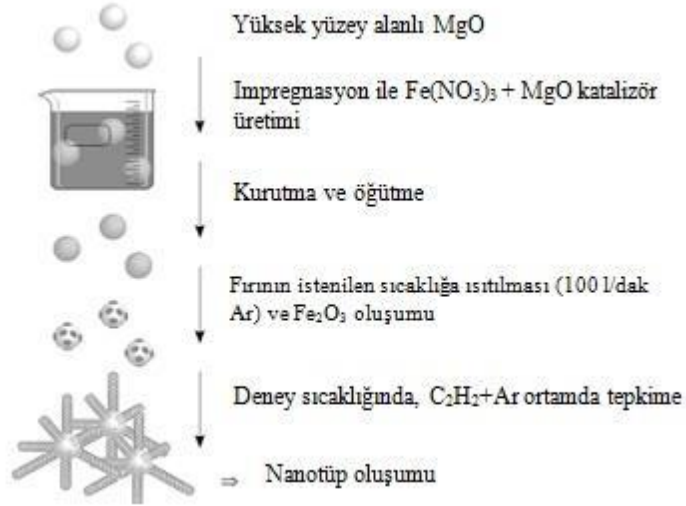 Yüksek yüzey alanlı MgO
Impregnasyon ile Fe(NO₃)₃ + MgO katalizör
üretimi
Kurutma ve öğütme
Fırının istenilen sıcaklığa ısıtılması (100 l/dak
Ar) ve Fe₂O₃ oluşumu
Deney sıcaklığında, C₂H₂+Ar ortamda tepkime
⇒ Nanotüp oluşumu